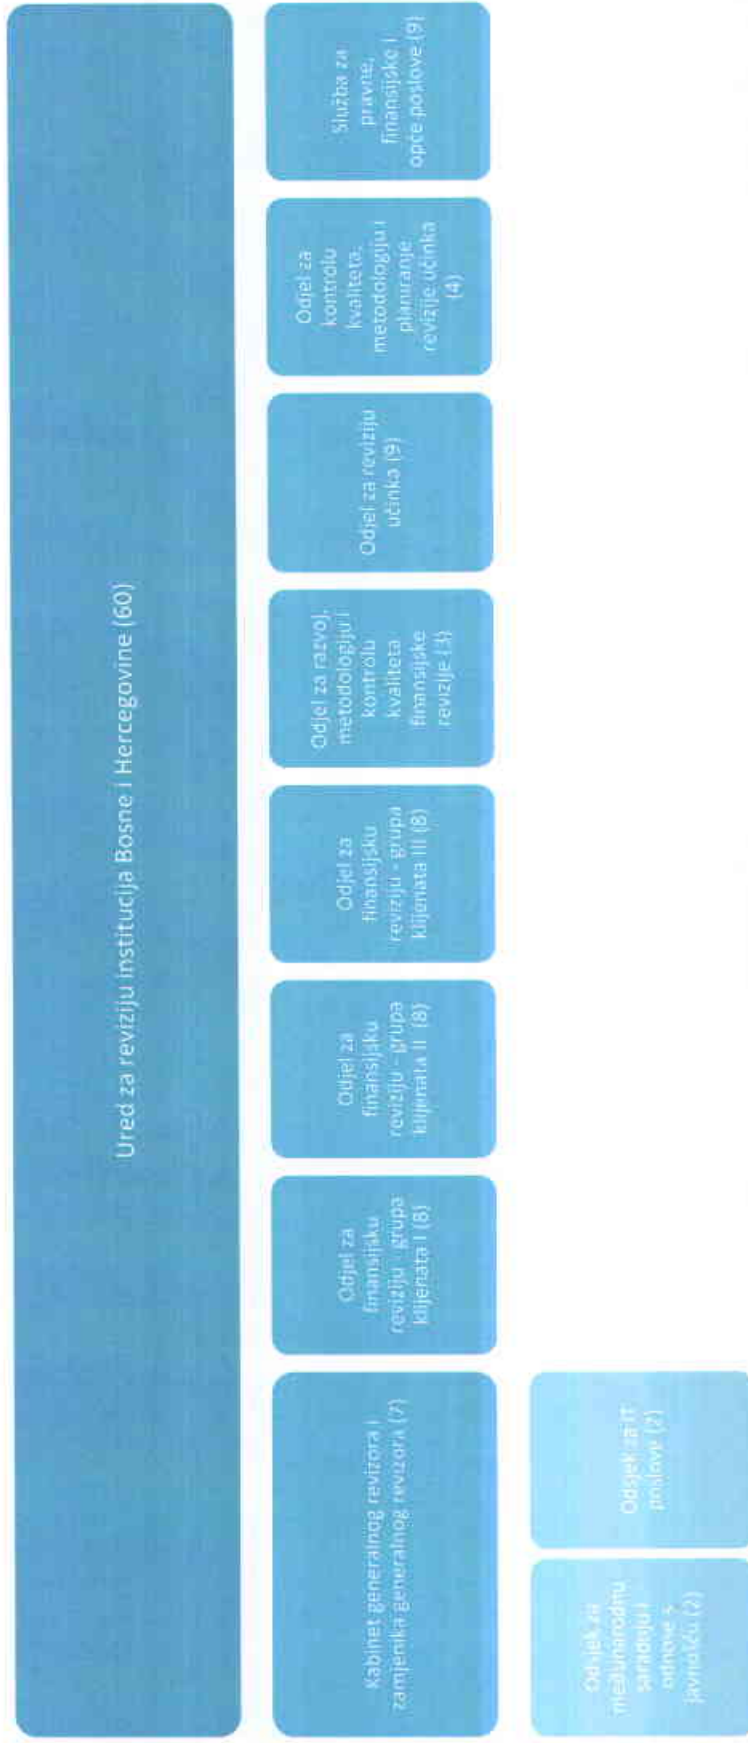 Ured za reviziju institucija Bosne i Hercegovine (60)
Kabinet generalnog revizora i
zamjenika generalnog revizora (7)
Odjel za
finansijsku
reviziju - grupa
klijenata I (8)
Odjel za
finansijsku
reviziju - grupa
klijenata II (8)
Odjel za
finansijsku
reviziju - grupa
klijenata III (8)
Odjel za razvoj,
metodologiju i
kontrolu
kvaliteta
finansijske
revizije (3)
Odjel za reviziju
učinka (9)
Odjel za
kontrolu
kvaliteta,
metodologiju i
planiranje
revizije učinka
(4)
Služba za
pravne,
finansijske i
opće poslove (9)
Odsjek za
međunarodnu
saradnju i
odnose s
javnošću (2)
Odsjek za IT
poslove (2)